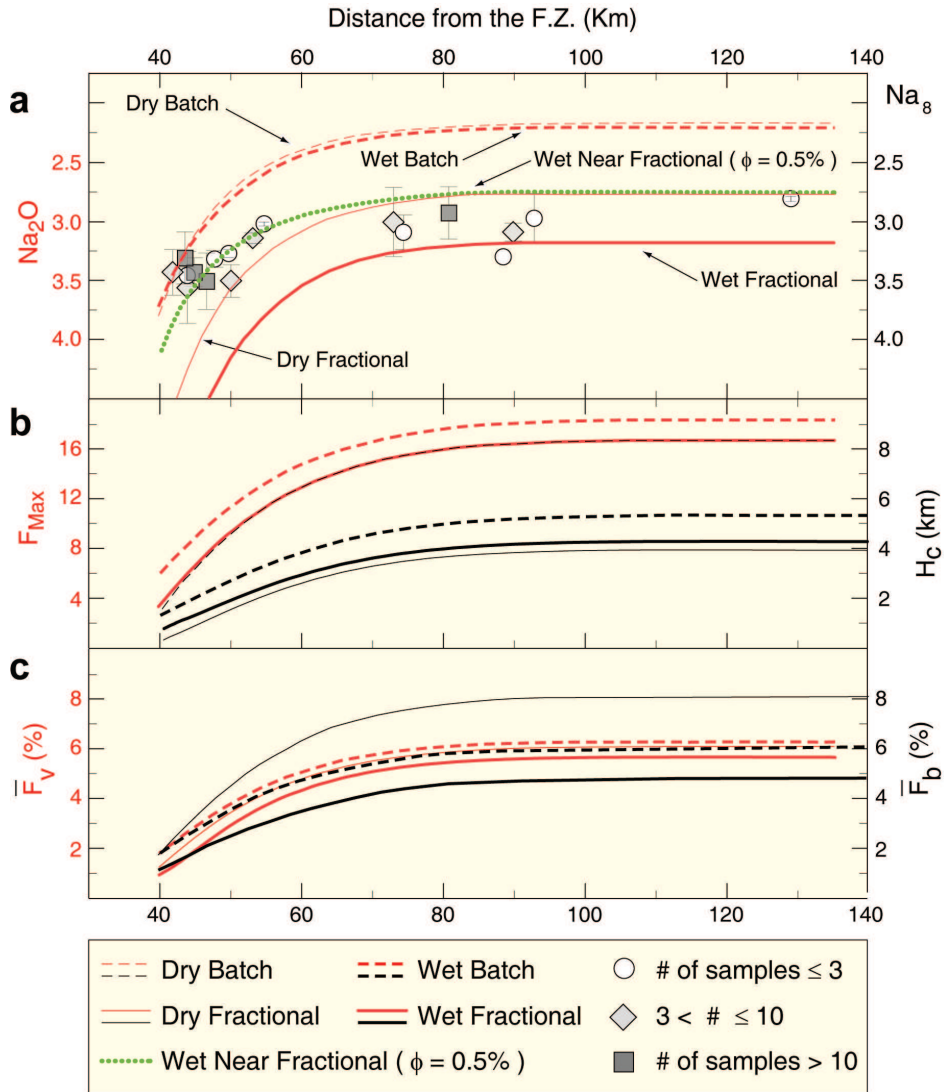 Distance from the F.Z. (Km)
40 60 80 100 120 140
a
Na8
Dry Batch
Wet Batch
Wet Near Fractional ( ϕ = 0.5%)
Wet Fractional
Dry Fractional
Na2O
2.5 2.5
3.0 3.0
3.5 3.5
4.0 4.0
b
FMax
Hc (km)
16 8
12 6
8 4
4 2
c
F̅v (%)
F̅b (%)
8 8
6 6
4 4
2 2
40 60 80 100 120 140
Dry Batch Wet Batch # of samples ≤ 3
Dry Fractional Wet Fractional 3 < # ≤ 10
Wet Near Fractional ( ϕ = 0.5%) # of samples > 10